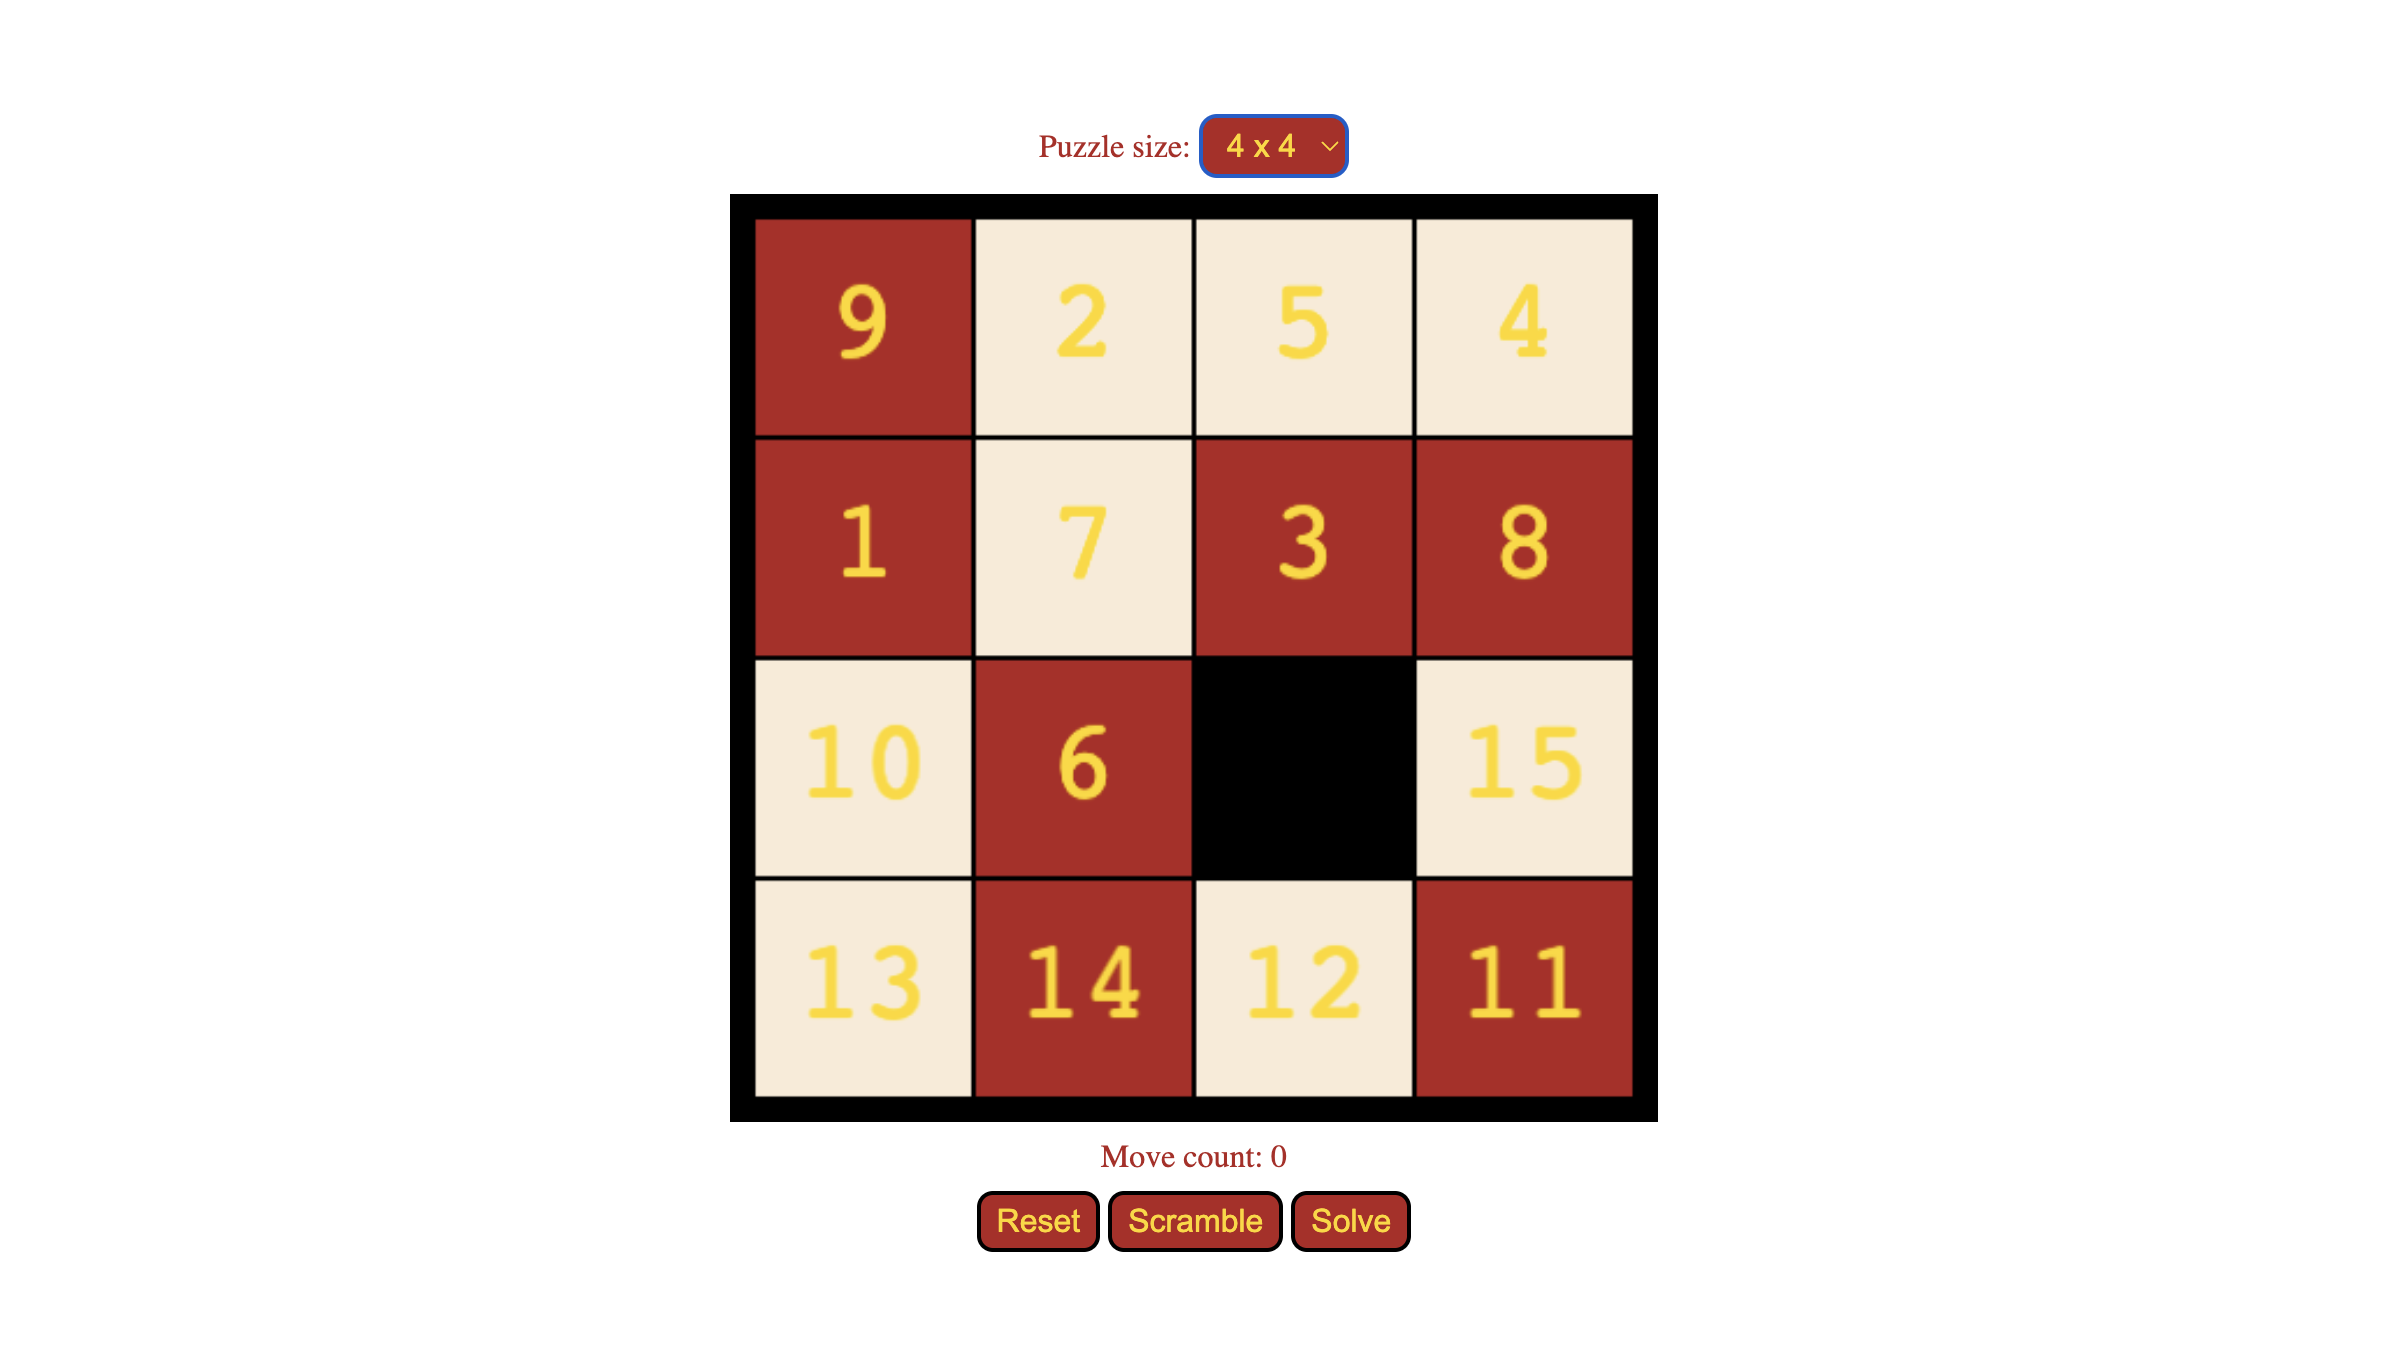 Puzzle size: 4 x 4
9 2 5 4
1 7 3 8
10 6 15
13 14 12 11
Move count: 0
Reset Scramble Solve